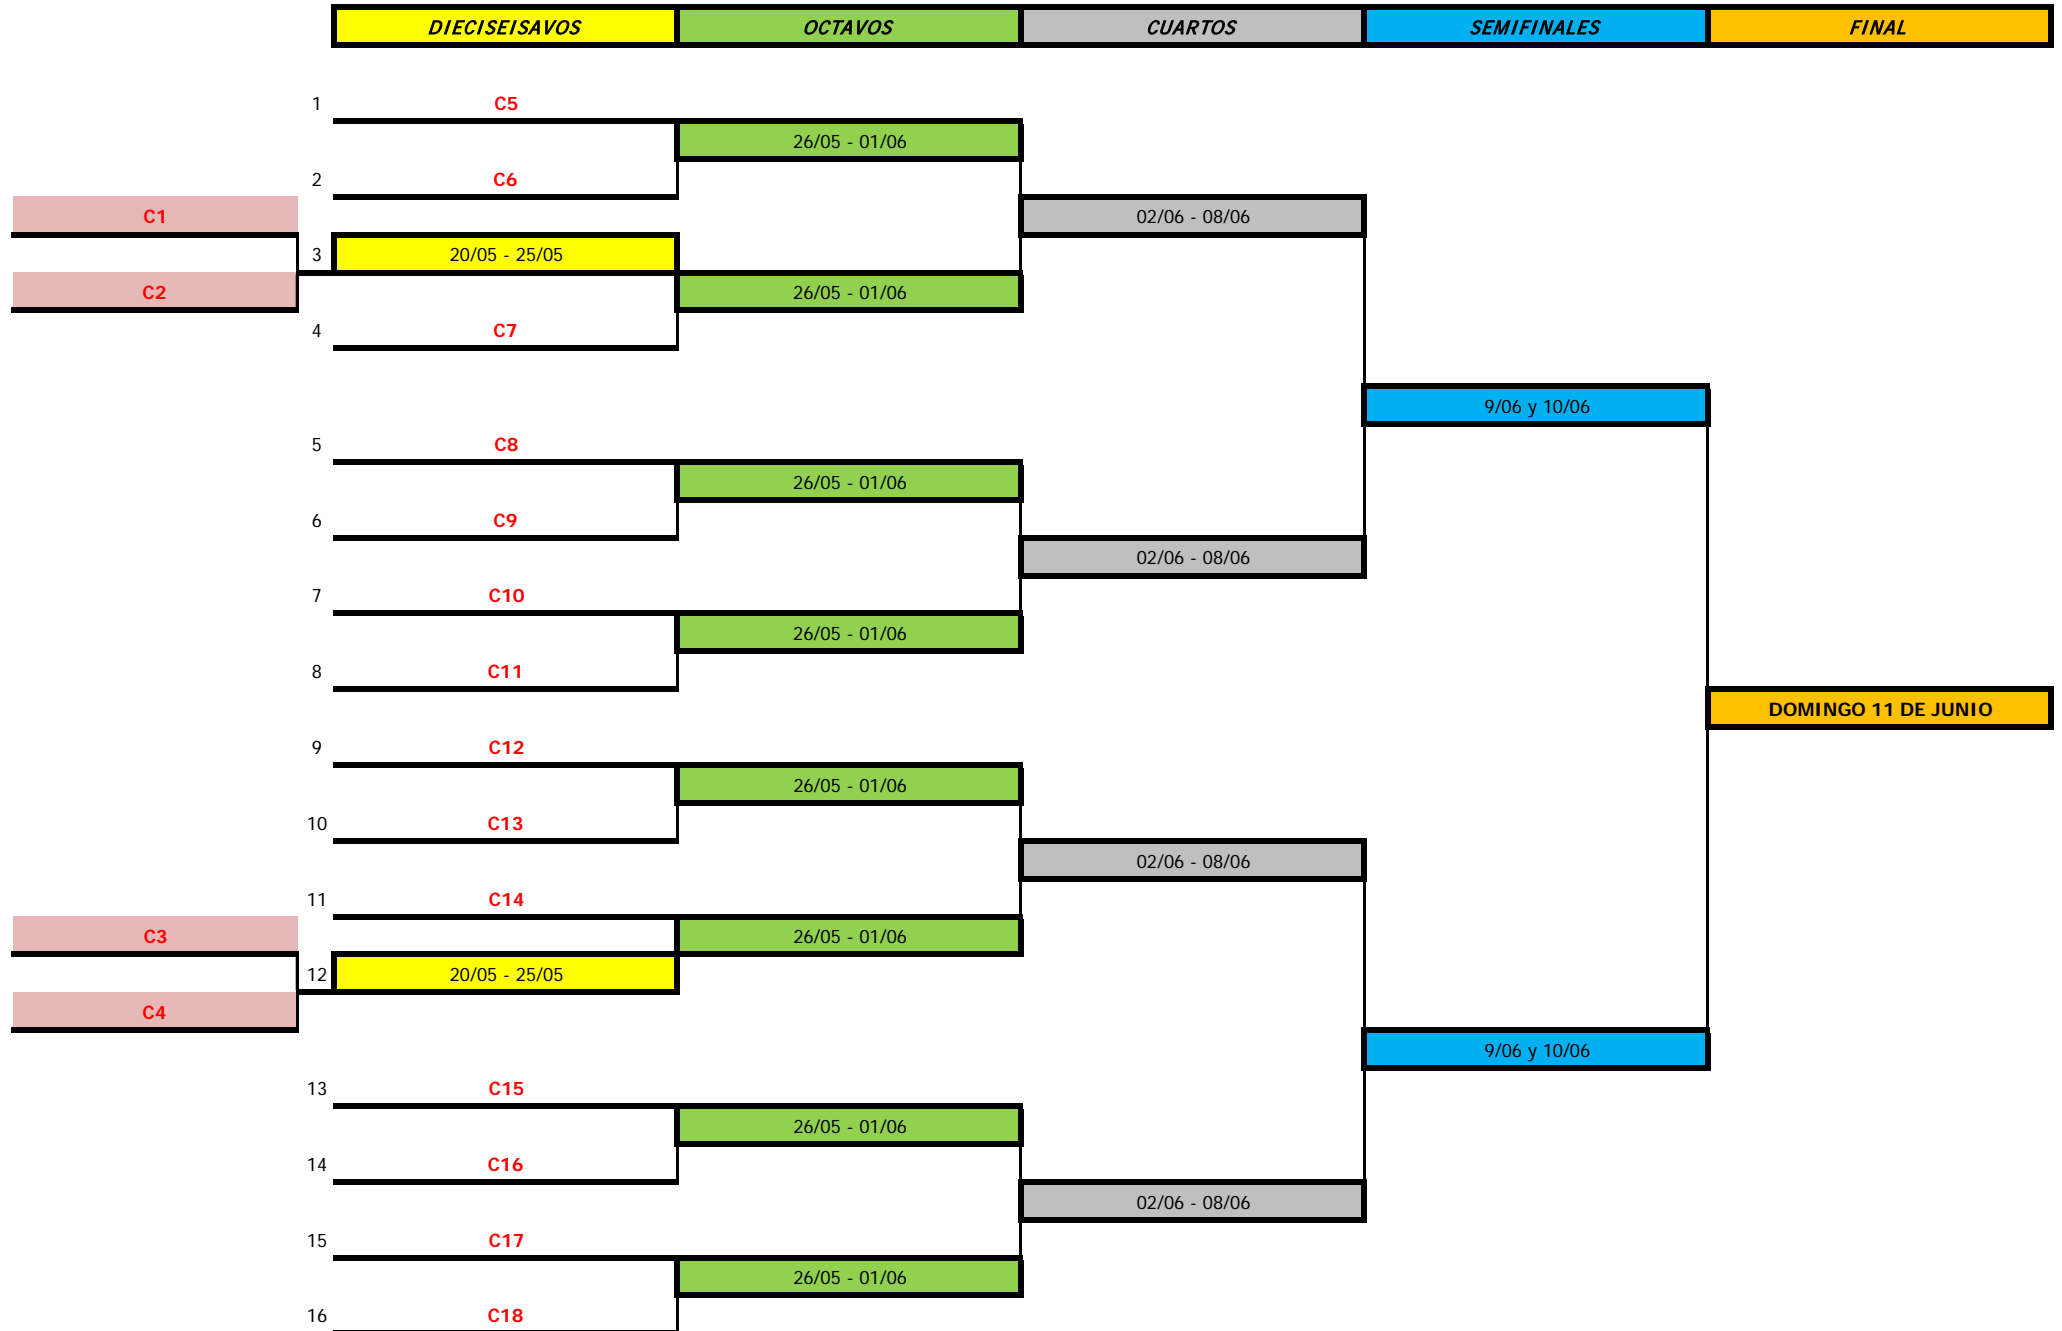 DIECISEISAVOS OCTAVOS CUARTOS SEMIFINALES FINAL
1 C5
26/05 - 01/06
2 C6
C1 02/06 - 08/06
3 20/05 - 25/05
C2 26/05 - 01/06
4 C7
9/06 y 10/06
5 C8
26/05 - 01/06
6 C9
02/06 - 08/06
7 C10
26/05 - 01/06
8 C11
DOMINGO 11 DE JUNIO
9 C12
26/05 - 01/06
10 C13
02/06 - 08/06
11 C14
C3 26/05 - 01/06
12 20/05 - 25/05
C4
9/06 y 10/06
13 C15
26/05 - 01/06
14 C16
02/06 - 08/06
15 C17
26/05 - 01/06
16 C18